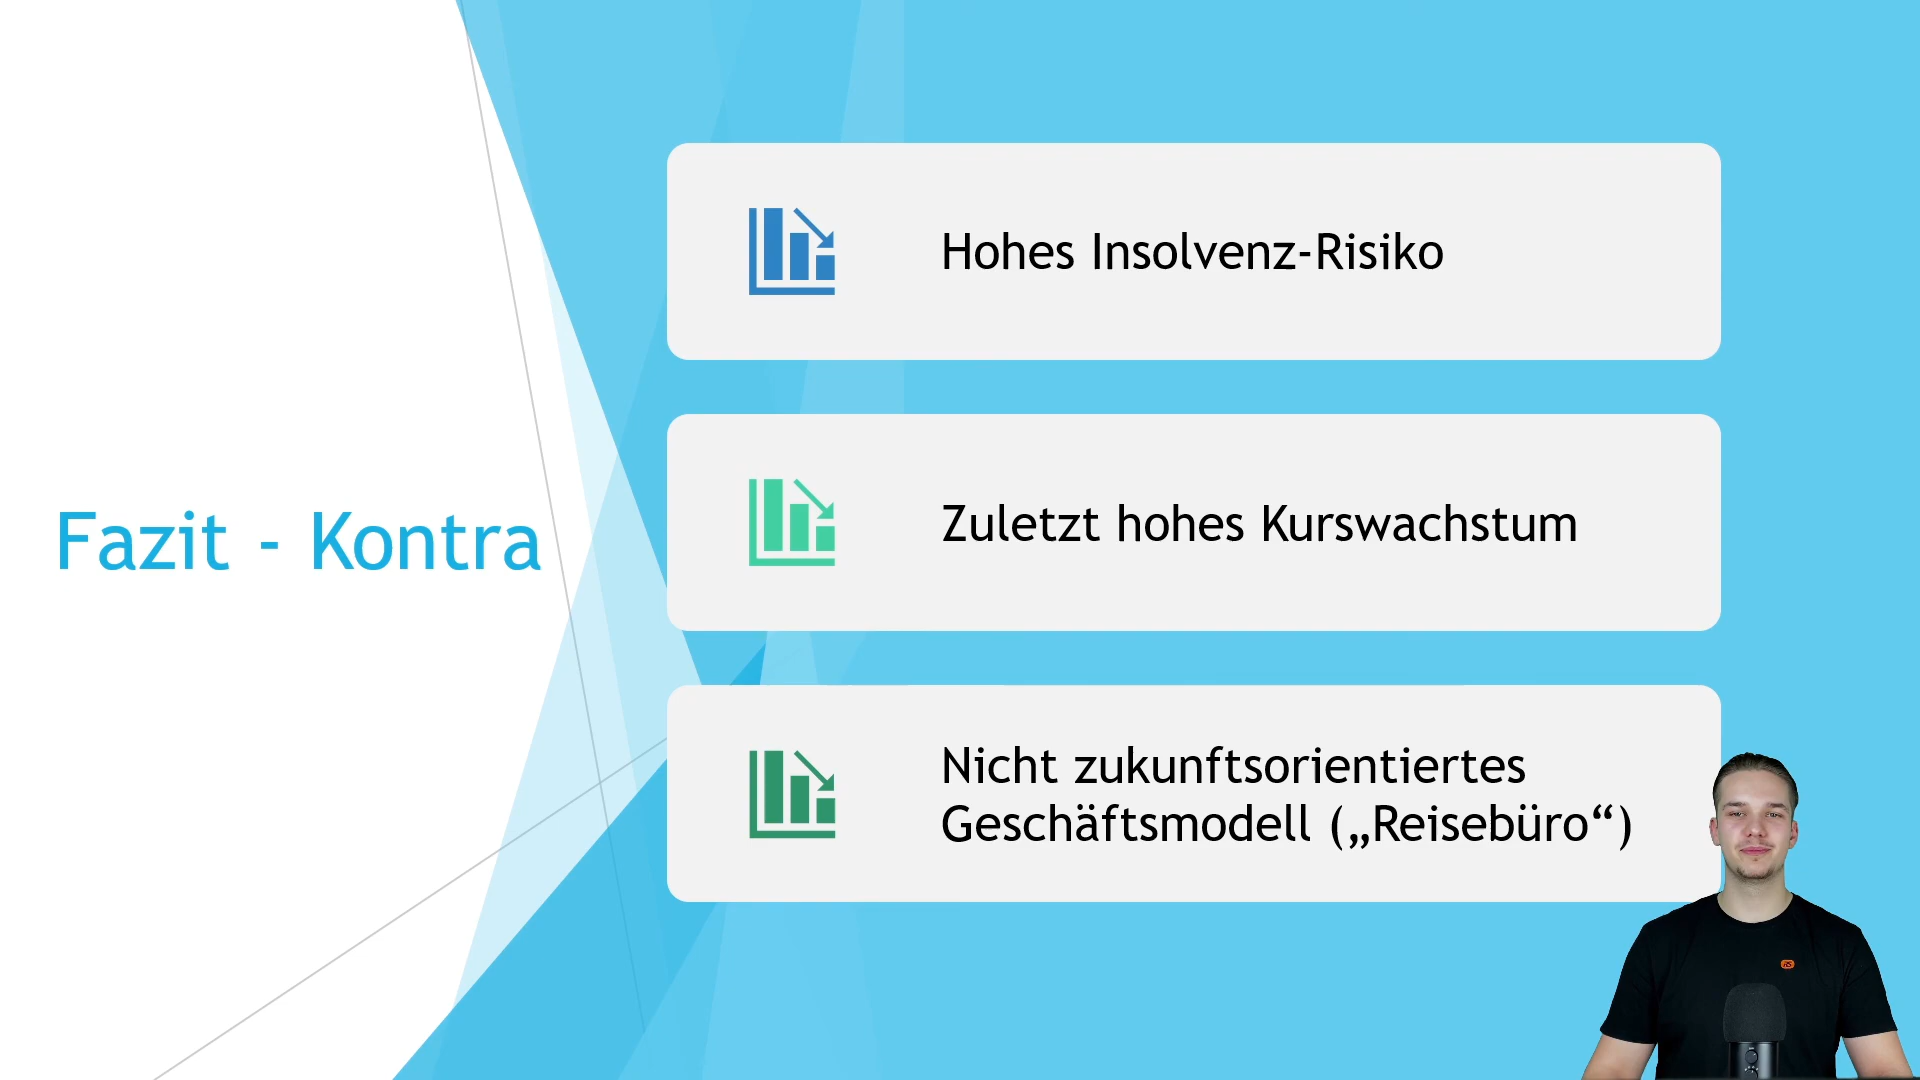 Fazit - Kontra
Hohes Insolvenz-Risiko
Zuletzt hohes Kurswachstum
Nicht zukunftsorientiertes
Geschäftsmodell („Reisebüro“)